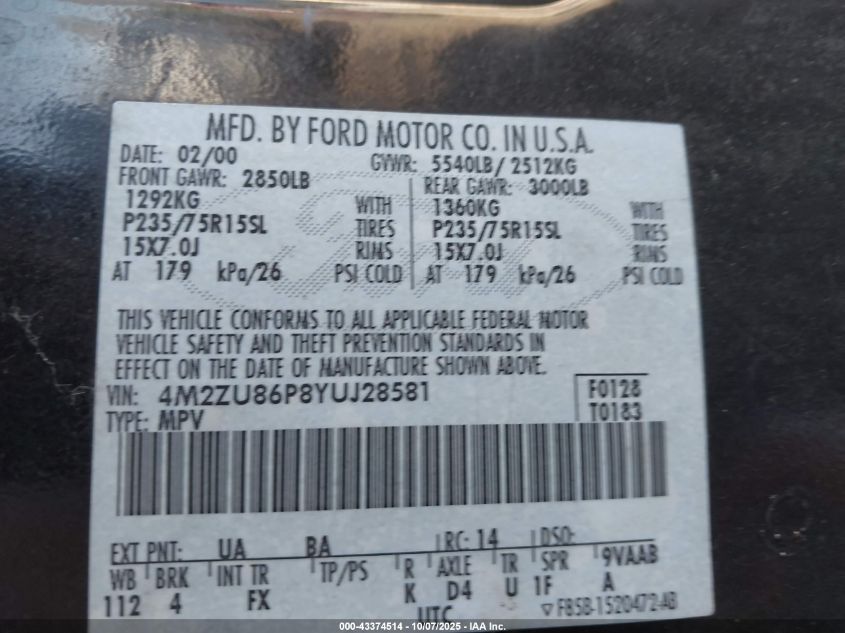 MFD. BY FORD MOTOR CO. IN U.S.A.
DATE: 02/00 GVWR: 5540LB/ 2512KG
FRONT GAWR: 2850LB REAR GAWR: 3000LB
1292KG WITH 1360KG WITH
P235/75R15SL TIRES P235/75R15SL TIRES
15X7.0J RIMS 15X7.0J RIMS
AT 179 kPa/26 PSI COLD AT 179 kPa/26 PSI COLD
THIS VEHICLE CONFORMS TO ALL APPLICABLE FEDERAL MOTOR
VEHICLE SAFETY AND THEFT PREVENTION STANDARDS IN
EFFECT ON THE DATE OF MANUFACTURE SHOWN ABOVE.
VIN: 4M2ZU86P8YUJ28581 F0128
TYPE: MPV T0183
EXT PNT: UA BA RC: 14 DSO:
WB BRK INT TR TP/PS R AXLE TR SPR 9VAAB
112 4 FX K D4 U 1F A
UTC F85B-1520472-AB
000-43374514 | 10/07/2025 - IAA Inc.